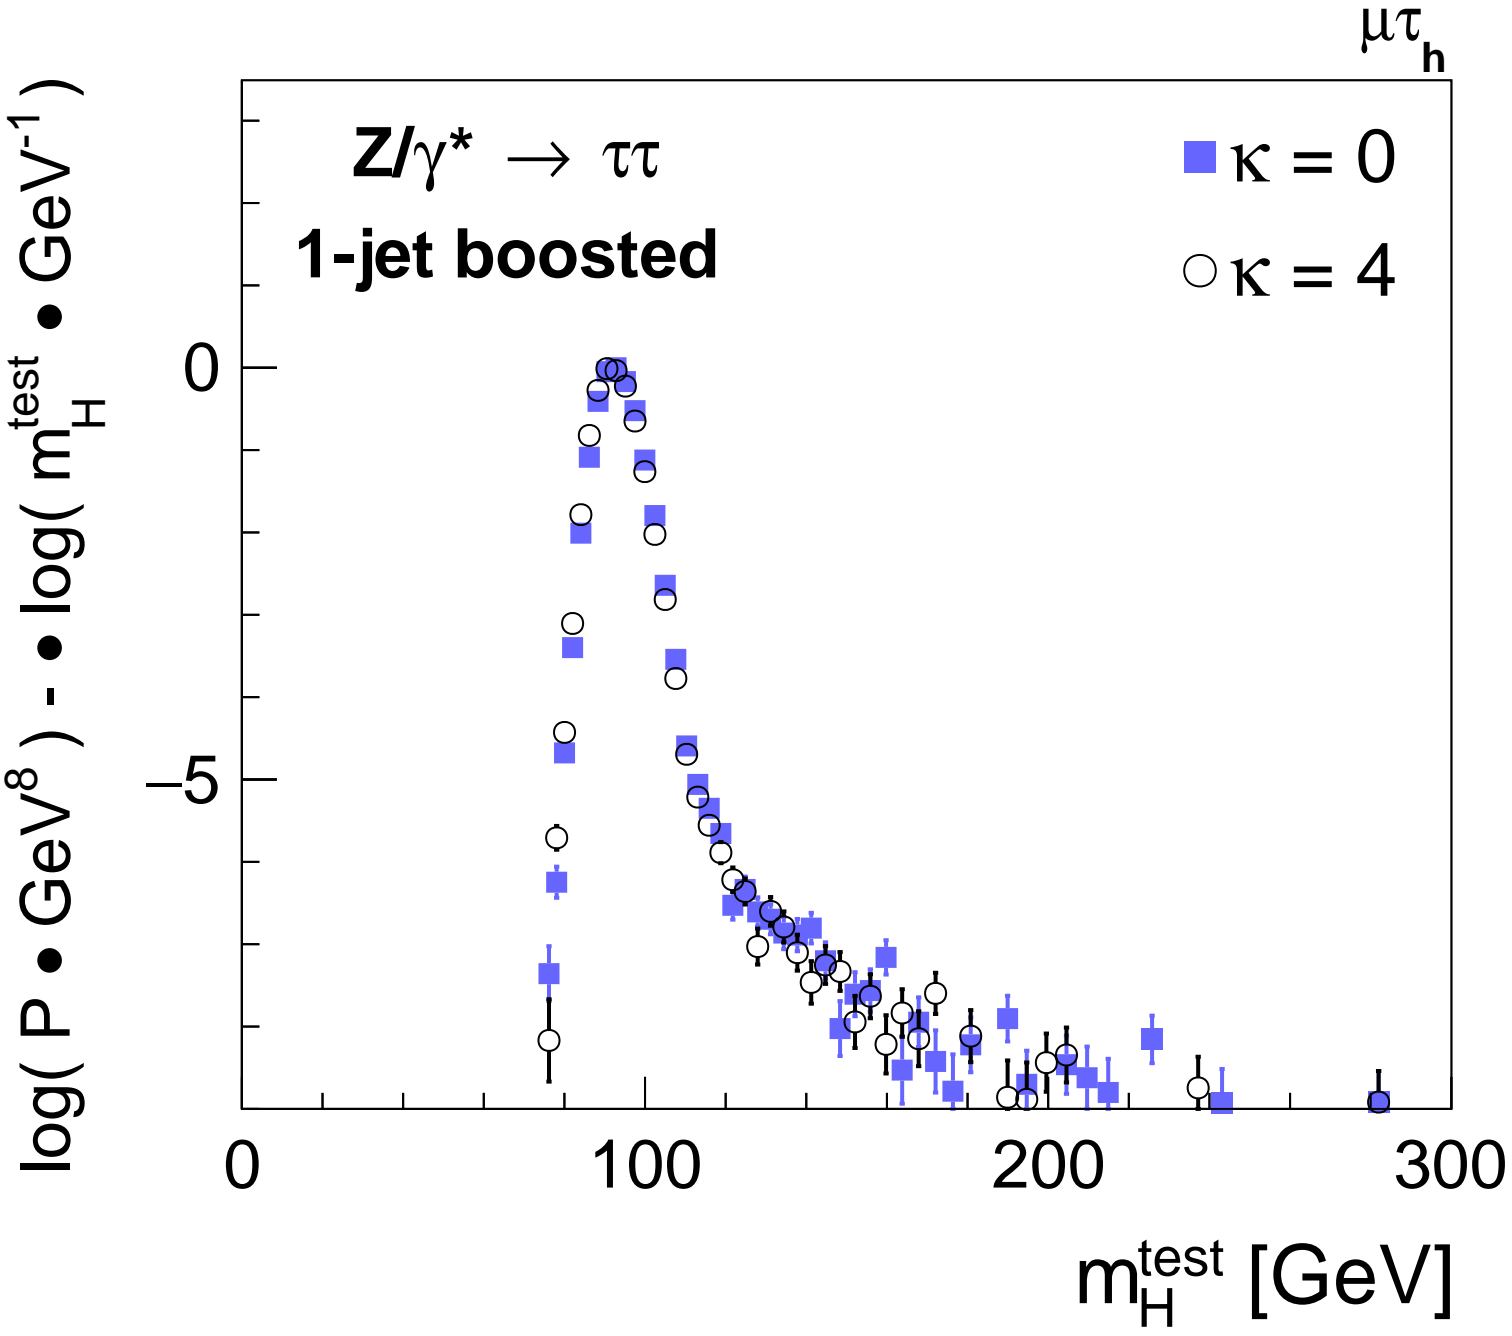 μτh
Z/γ* → ττ
1-jet boosted
κ = 0
κ = 4
log( P • GeV8 ) - • log( mHtest • GeV-1 )
0
−5
0 100 200 300
mHtest [GeV]